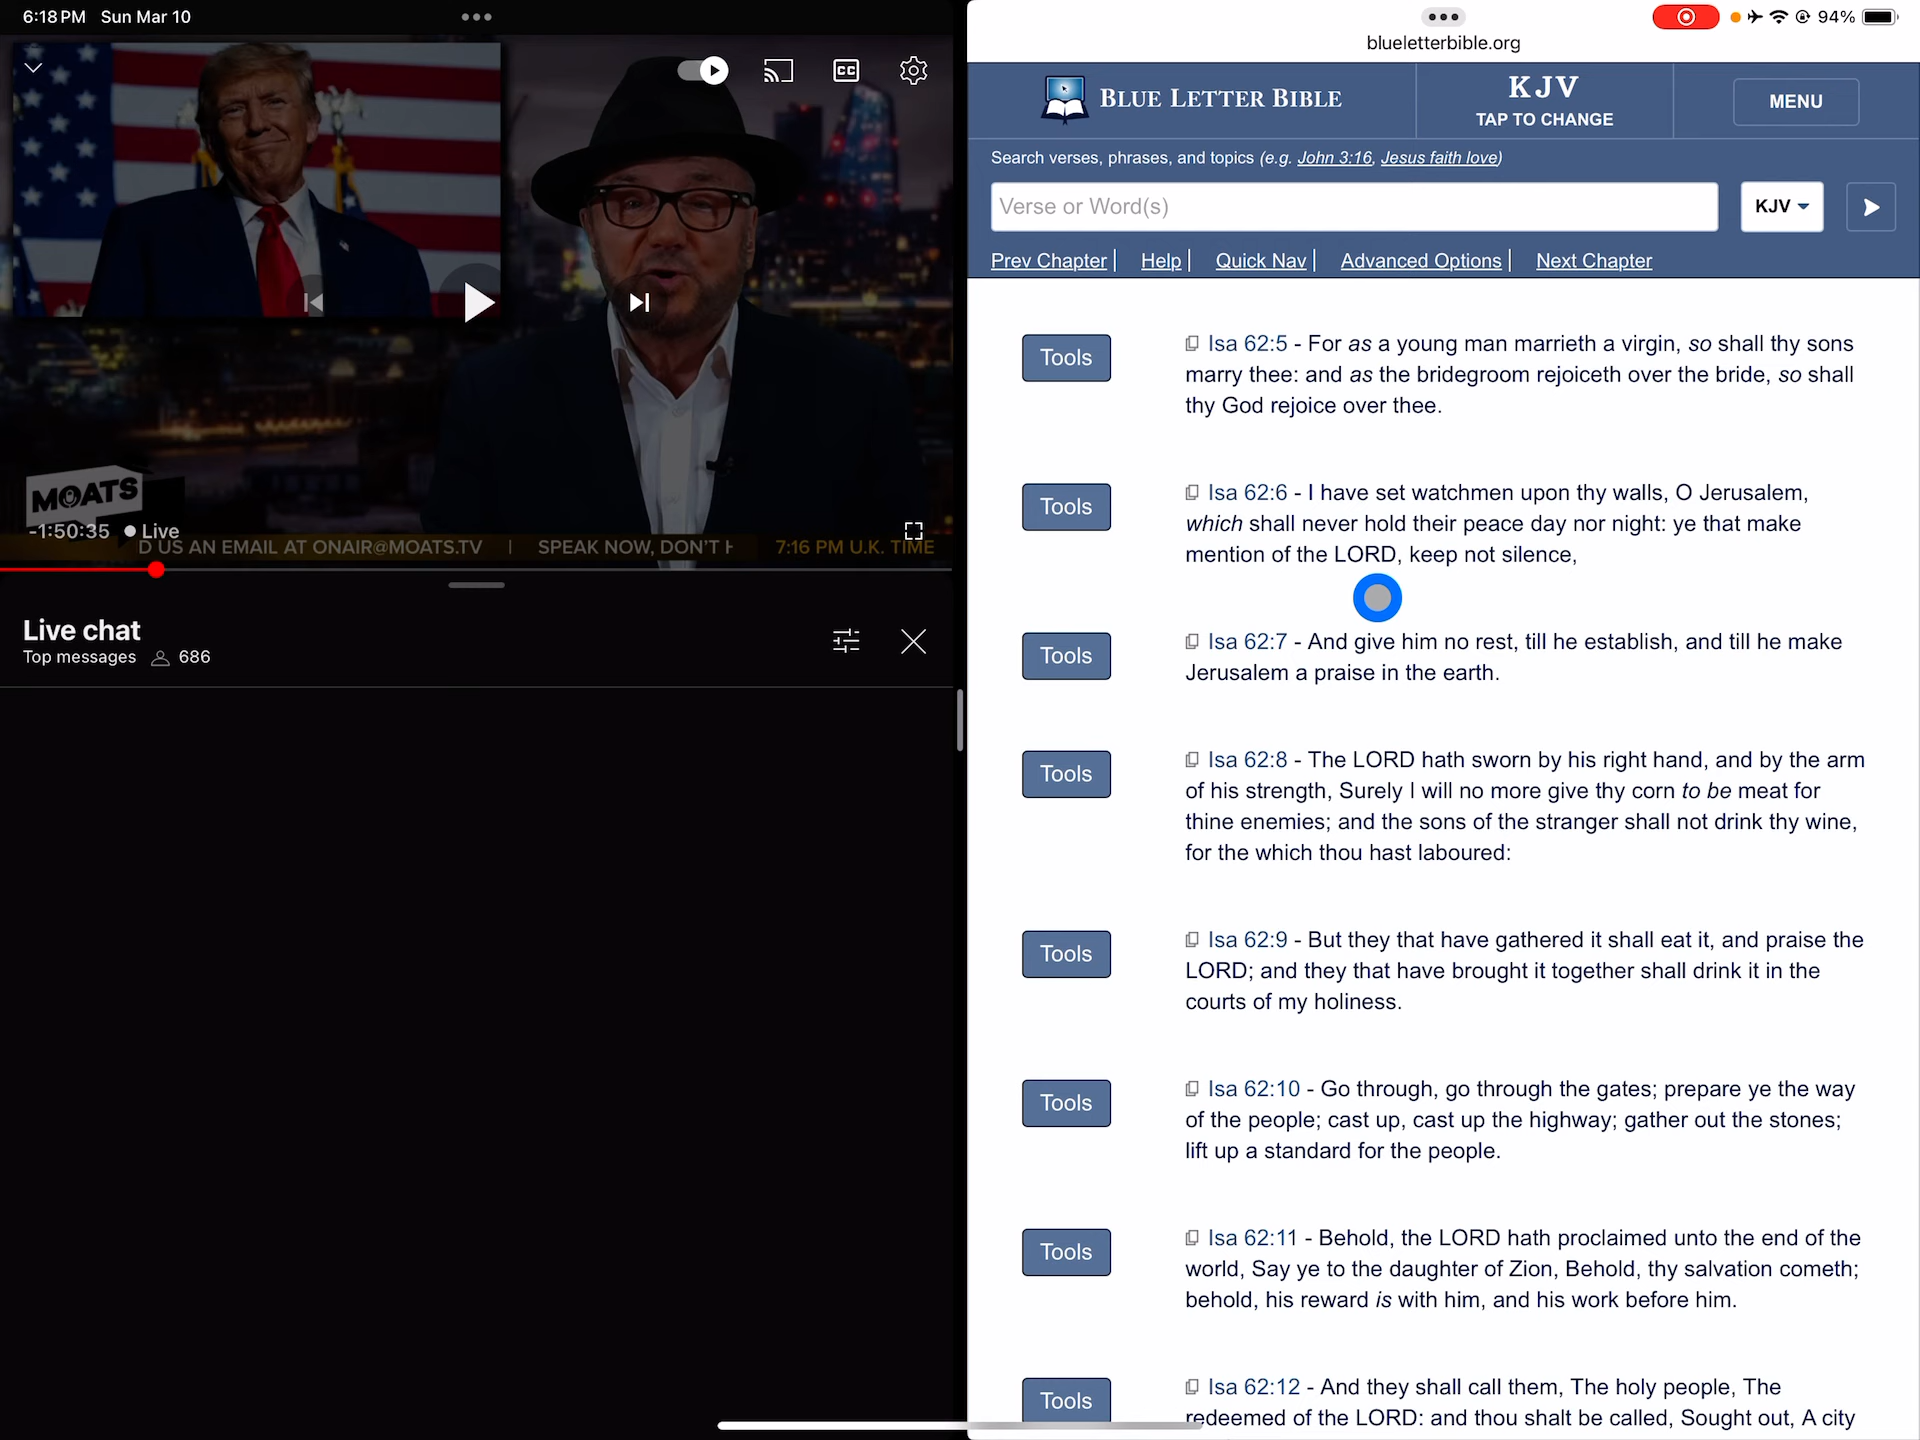 6:18 PM Sun Mar 10
CC
MOATS
-1:50:35 Live
D US AN EMAIL AT ONAIR@MOATS.TV | SPEAK NOW, DON'T 7:16 PM U.K. TIME
Live chat
Top messages 686
94%
blueletterbible.org
BLUE LETTER BIBLE
KJV
TAP TO CHANGE
MENU
Search verses, phrases, and topics (e.g. John 3:16, Jesus faith love)
Verse or Word(s)
KJV
Prev Chapter | Help | Quick Nav | Advanced Options | Next Chapter
Tools
Isa 62:5 - For as a young man marrieth a virgin, so shall thy sons
marry thee: and as the bridegroom rejoiceth over the bride, so shall
thy God rejoice over thee.
Tools
Isa 62:6 - I have set watchmen upon thy walls, O Jerusalem,
which shall never hold their peace day nor night: ye that make
mention of the LORD, keep not silence,
Tools
Isa 62:7 - And give him no rest, till he establish, and till he make
Jerusalem a praise in the earth.
Tools
Isa 62:8 - The LORD hath sworn by his right hand, and by the arm
of his strength, Surely I will no more give thy corn to be meat for
thine enemies; and the sons of the stranger shall not drink thy wine,
for the which thou hast laboured:
Tools
Isa 62:9 - But they that have gathered it shall eat it, and praise the
LORD; and they that have brought it together shall drink it in the
courts of my holiness.
Tools
Isa 62:10 - Go through, go through the gates; prepare ye the way
of the people; cast up, cast up the highway; gather out the stones;
lift up a standard for the people.
Tools
Isa 62:11 - Behold, the LORD hath proclaimed unto the end of the
world, Say ye to the daughter of Zion, Behold, thy salvation cometh;
behold, his reward is with him, and his work before him.
Tools
Isa 62:12 - And they shall call them, The holy people, The
redeemed of the LORD: and thou shalt be called, Sought out, A city